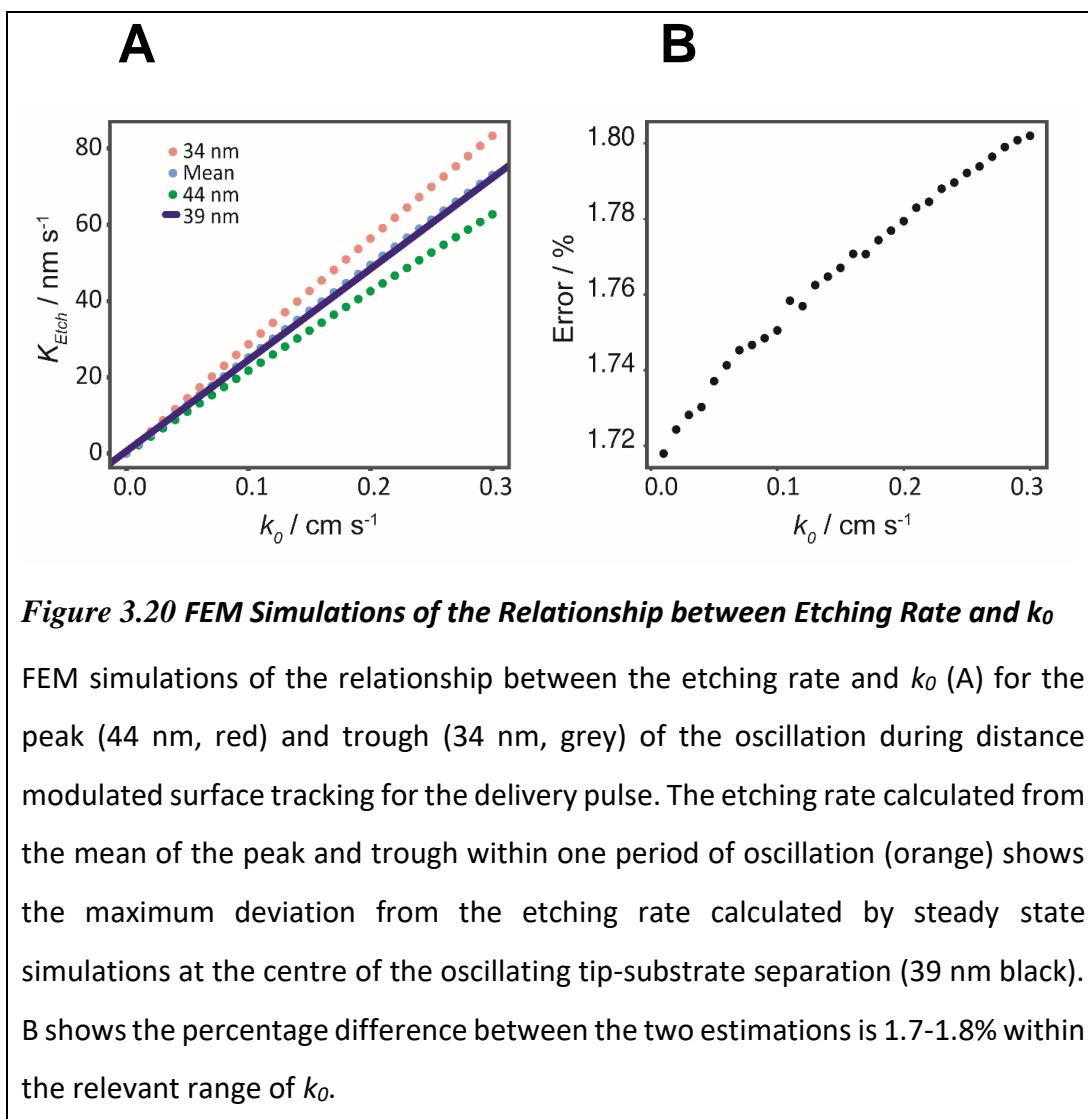 A
B
80
60
40
20
0
K_Etch / nm s⁻¹
34 nm
Mean
44 nm
39 nm
0.0 0.1 0.2 0.3
k₀ / cm s⁻¹
1.80
1.78
1.76
1.74
1.72
Error / %
0.0 0.1 0.2 0.3
k₀ / cm s⁻¹
Figure 3.20 FEM Simulations of the Relationship between Etching Rate and k₀
FEM simulations of the relationship between the etching rate and k₀ (A) for the
peak (44 nm, red) and trough (34 nm, grey) of the oscillation during distance
modulated surface tracking for the delivery pulse. The etching rate calculated from
the mean of the peak and trough within one period of oscillation (orange) shows
the maximum deviation from the etching rate calculated by steady state
simulations at the centre of the oscillating tip-substrate separation (39 nm black).
B shows the percentage difference between the two estimations is 1.7-1.8% within
the relevant range of k₀.